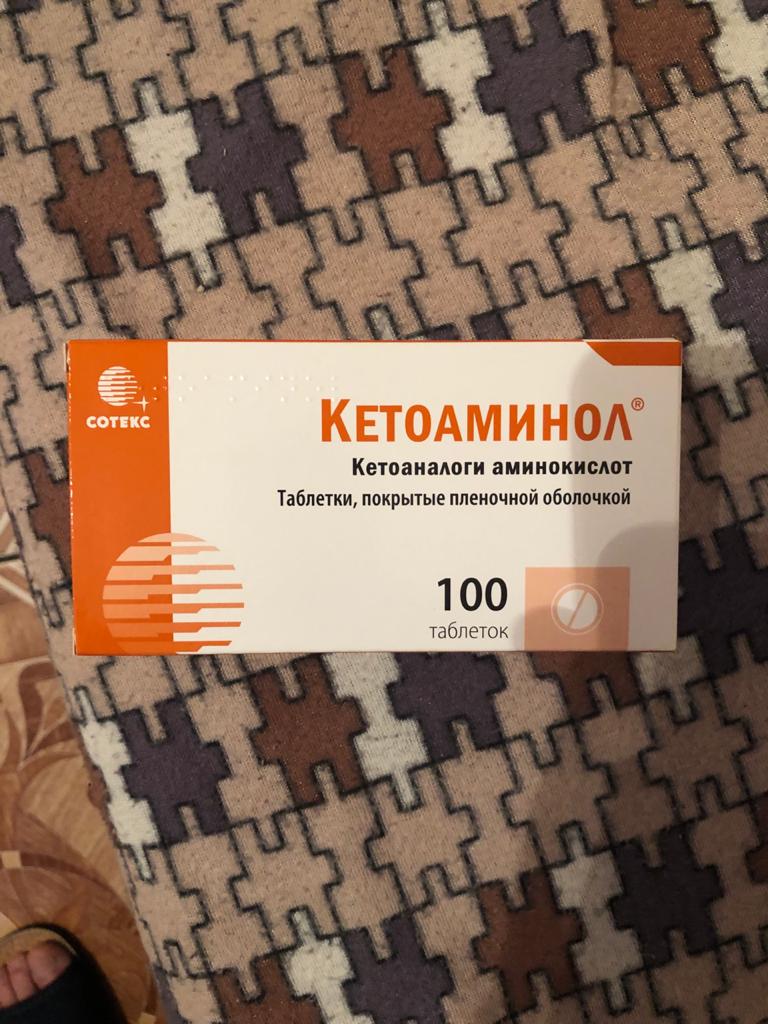 СОТЕКС
КЕТОАМИНОЛ®
Кетоаналоги аминокислот
Таблетки, покрытые пленочной оболочкой
100
таблеток